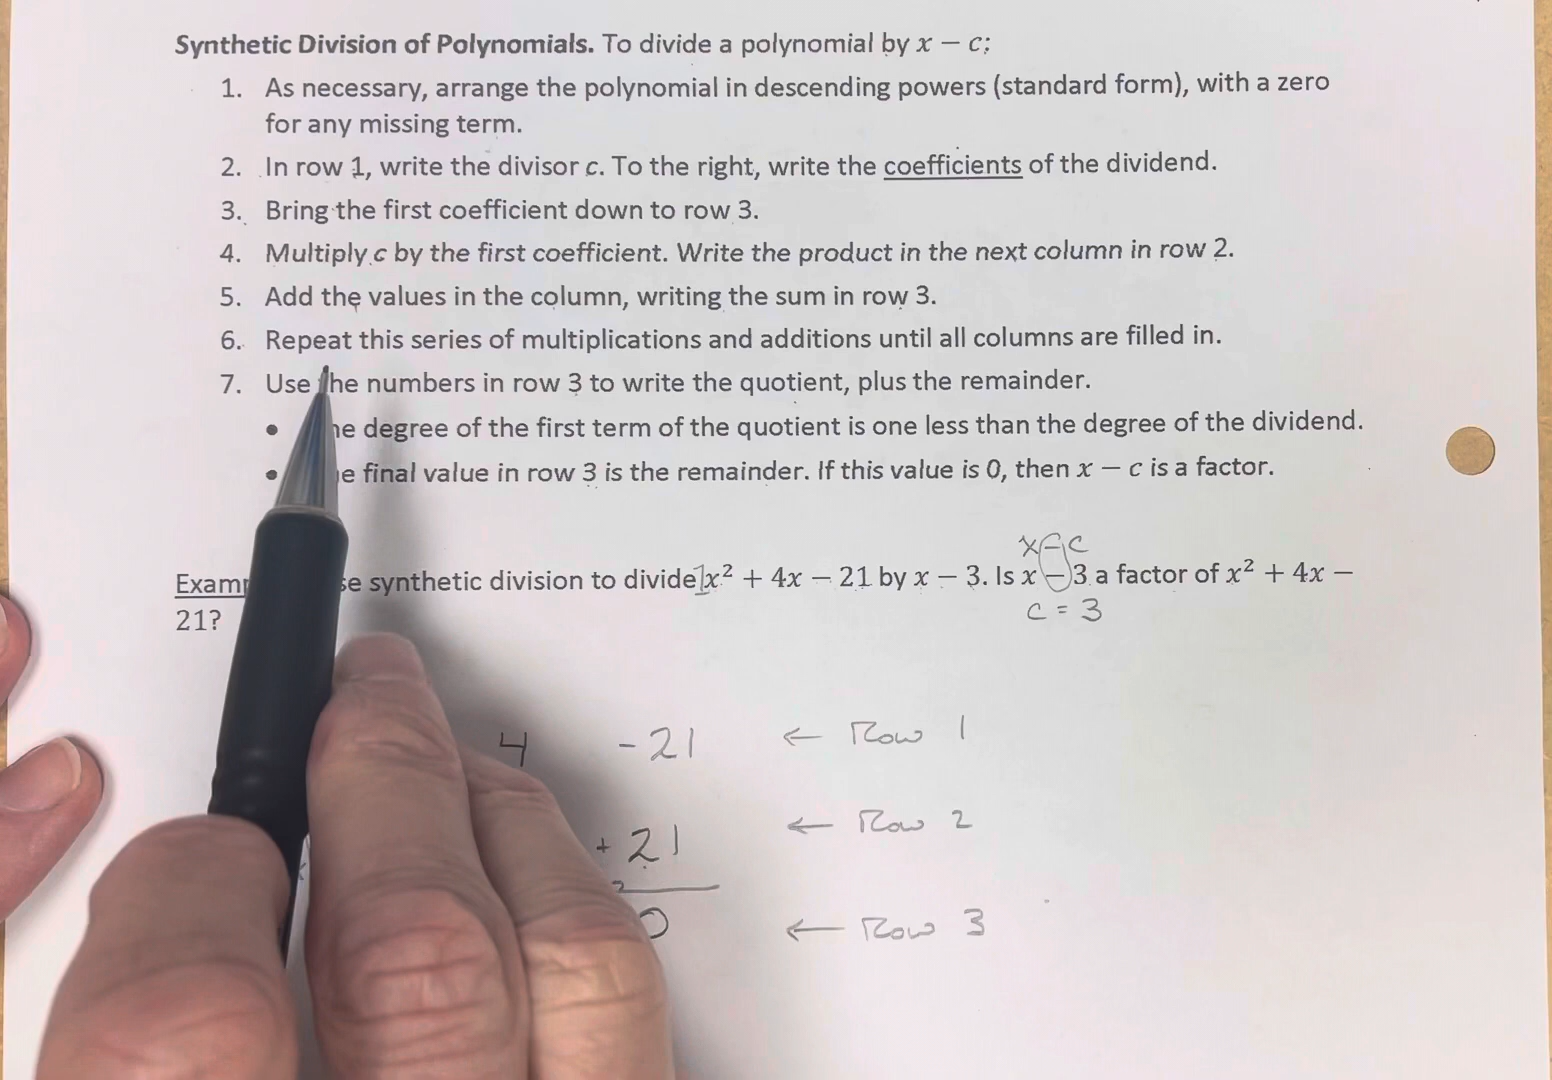 Synthetic Division of Polynomials. To divide a polynomial by x – c:
1. As necessary, arrange the polynomial in descending powers (standard form), with a zero
for any missing term.
2. In row 1, write the divisor c. To the right, write the coefficients of the dividend.
3. Bring the first coefficient down to row 3.
4. Multiply c by the first coefficient. Write the product in the next column in row 2.
5. Add the values in the column, writing the sum in row 3.
6. Repeat this series of multiplications and additions until all columns are filled in.
7. Use the numbers in row 3 to write the quotient, plus the remainder.
• degree of the first term of the quotient is one less than the degree of the dividend.
• final value in row 3 is the remainder. If this value is 0, then x – c is a factor.
x – c
synthetic division to divide 1x² + 4x – 21 by x – 3. Is x – 3 a factor of x² + 4x –
21?
c = 3
4 -21 ← Row 1
+ 21 ← Row 2
0 ← Row 3